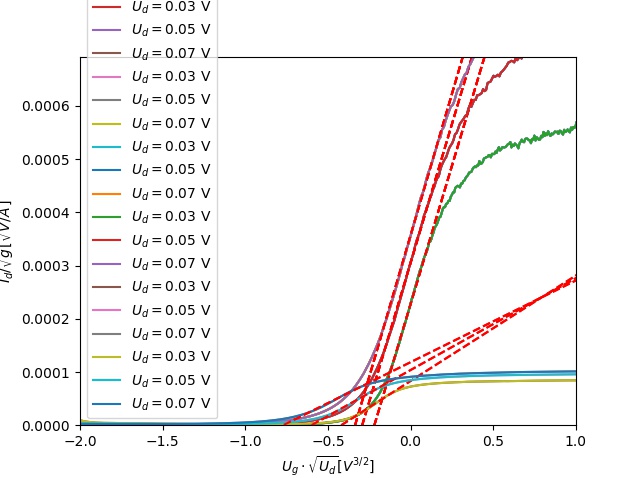 U_d = 0.03 V
U_d = 0.05 V
U_d = 0.07 V
U_d = 0.03 V
U_d = 0.05 V
U_d = 0.07 V
U_d = 0.03 V
U_d = 0.05 V
U_d = 0.07 V
U_d = 0.03 V
U_d = 0.05 V
U_d = 0.07 V
U_d = 0.03 V
U_d = 0.05 V
U_d = 0.07 V
U_d = 0.03 V
U_d = 0.05 V
U_d = 0.07 V
0.0006
0.0005
0.0004
0.0003
0.0002
0.0001
0.0000
I_d/√g[√V/A]
−2.0 −1.5 −1.0 −0.5 0.0 0.5 1.0
U_g · √U_d[V^{3/2}]